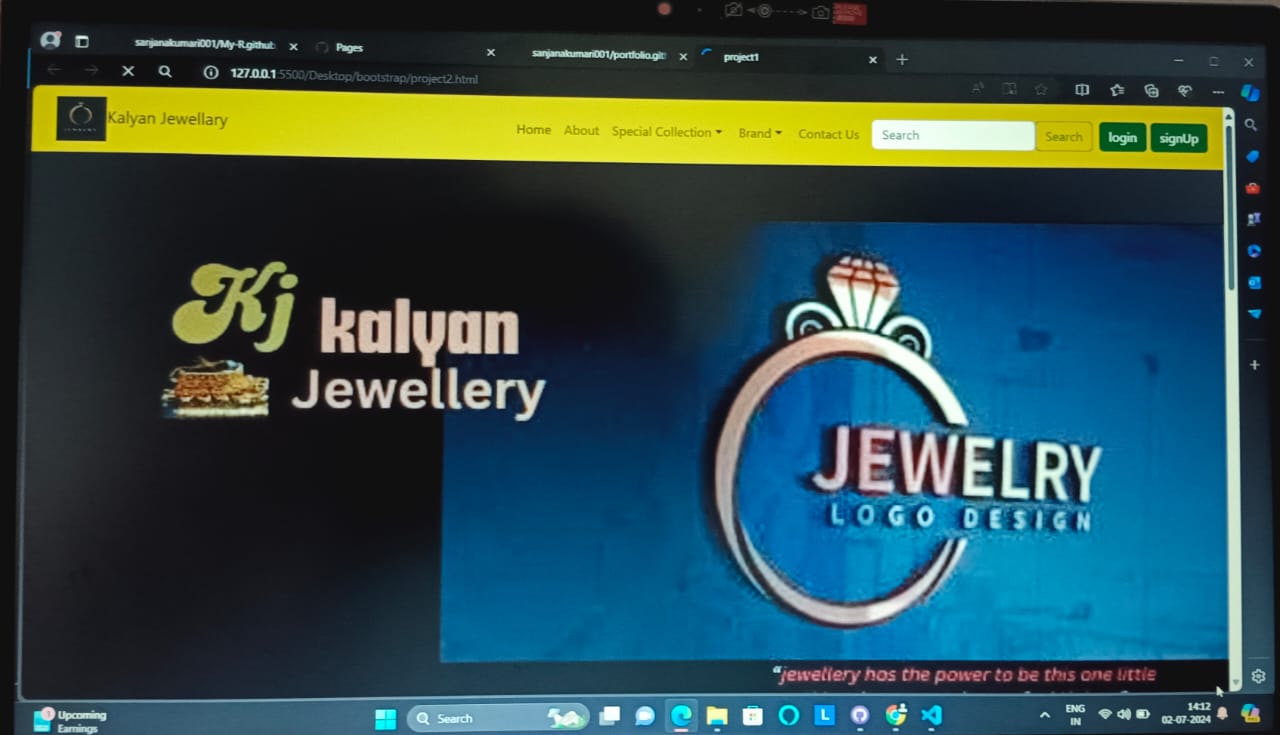 sanjanakumari001/My-R.github
Pages
sanjanakumari001/portfolio.git
project1
127.0.0.1:5500/Desktop/bootstrap/project2.html
Kalyan Jewellary
Home About Special Collection Brand Contact Us Search Search login signUp
Kj kalyan
Jewellery
JEWELRY
LOGO DESIGN
“jewellery hos the power to be this one little
Upcoming
Earnings
Search
ENG
IN
14:12
02-07-2024